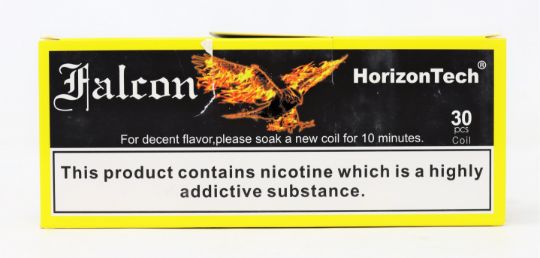 Falcon
HorizonTech®
30
pcs
Coil
For decent flavor,please soak a new coil for 10 minutes.
This product contains nicotine which is a highly
addictive substance.